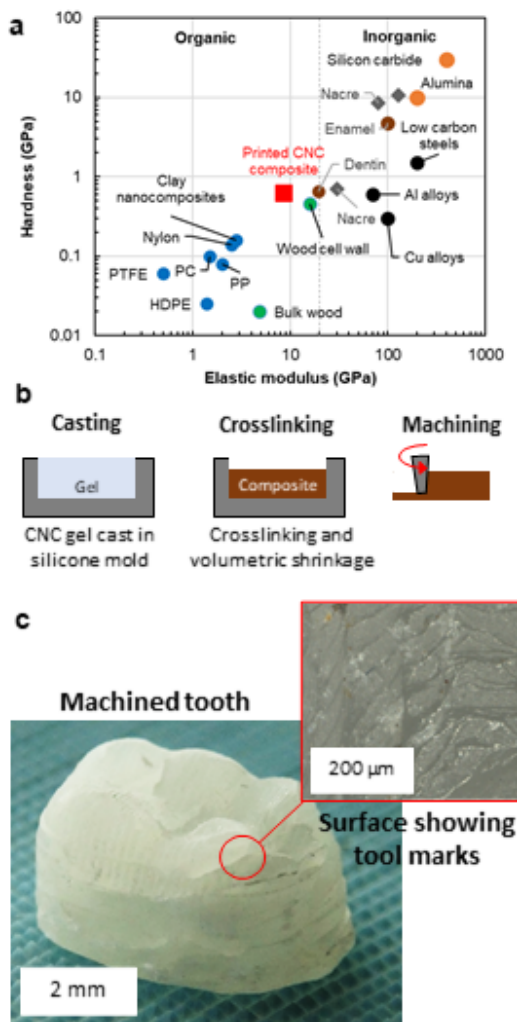 a
Organic
Inorganic
Silicon carbide
Nacre
Alumina
Enamel
Low carbon
steels
Printed CNC
composite
Dentin
Clay
nanocomposites
Nacre
Al alloys
Nylon
Wood cell wall
Cu alloys
PTFE
PC
PP
HDPE
Bulk wood
Hardness (GPa)
100
10
1
0.1
0.01
0.1
1
10
100
1000
Elastic modulus (GPa)
b
Casting
Crosslinking
Machining
Gel
Composite
CNC gel cast in
silicone mold
Crosslinking and
volumetric shrinkage
c
Machined tooth
200 µm
Surface showing
tool marks
2 mm